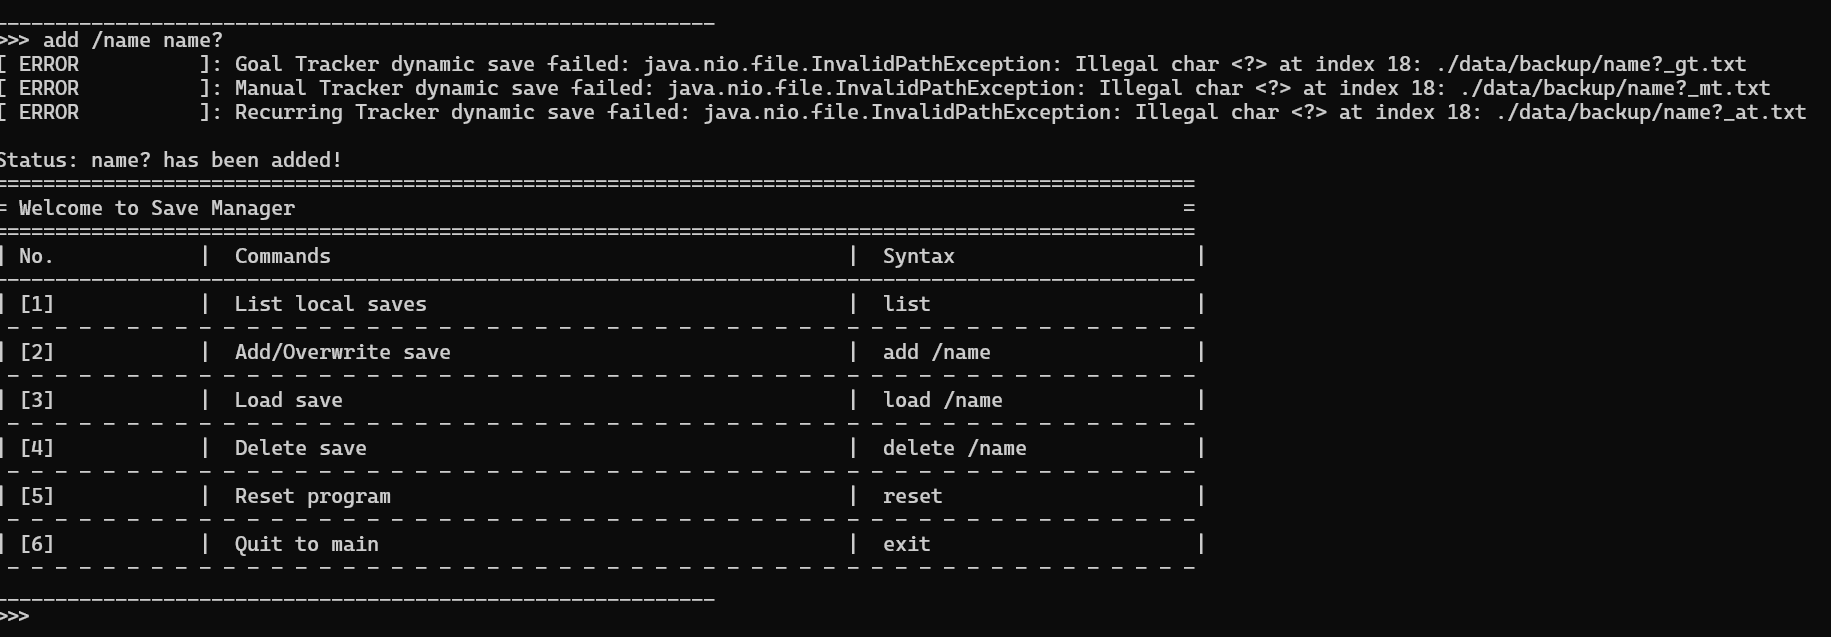 >>> add /name name?
[ ERROR          ]: Goal Tracker dynamic save failed: java.nio.file.InvalidPathException: Illegal char <?> at index 18: ./data/backup/name?_gt.txt
[ ERROR          ]: Manual Tracker dynamic save failed: java.nio.file.InvalidPathException: Illegal char <?> at index 18: ./data/backup/name?_mt.txt
[ ERROR          ]: Recurring Tracker dynamic save failed: java.nio.file.InvalidPathException: Illegal char <?> at index 18: ./data/backup/name?_at.txt
Status: name? has been added!
= Welcome to Save Manager =
| No. | Commands | Syntax |
| [1] | List local saves | list |
| [2] | Add/Overwrite save | add /name |
| [3] | Load save | load /name |
| [4] | Delete save | delete /name |
| [5] | Reset program | reset |
| [6] | Quit to main | exit |
>>>